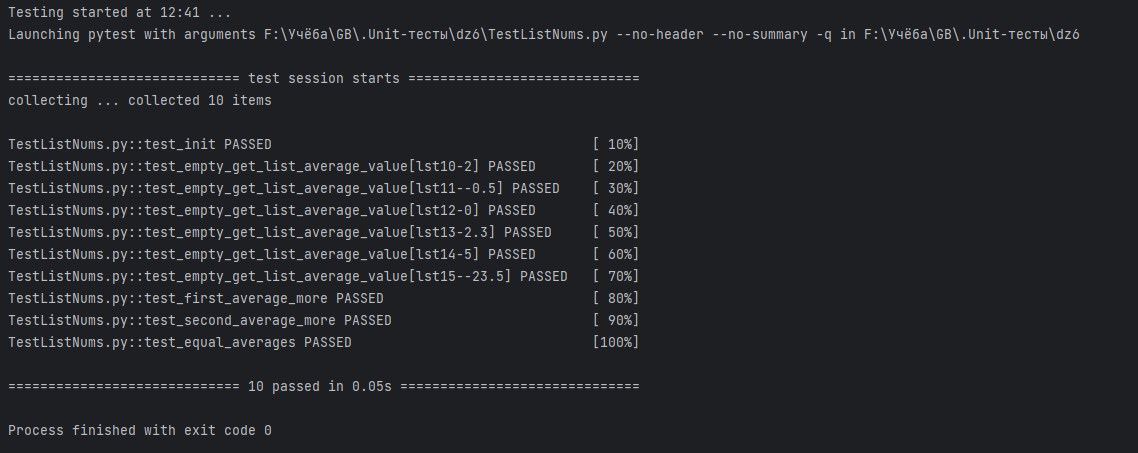 Testing started at 12:41 ...
Launching pytest with arguments F:\Учёба\GB\.Unit-тесты\dz6\TestListNums.py --no-header --no-summary -q in F:\Учёба\GB\.Unit-тесты\dz6
============================= test session starts =============================
collecting ... collected 10 items
TestListNums.py::test_init PASSED [ 10%]
TestListNums.py::test_empty_get_list_average_value[lst10-2] PASSED [ 20%]
TestListNums.py::test_empty_get_list_average_value[lst11--0.5] PASSED [ 30%]
TestListNums.py::test_empty_get_list_average_value[lst12-0] PASSED [ 40%]
TestListNums.py::test_empty_get_list_average_value[lst13-2.3] PASSED [ 50%]
TestListNums.py::test_empty_get_list_average_value[lst14-5] PASSED [ 60%]
TestListNums.py::test_empty_get_list_average_value[lst15--23.5] PASSED [ 70%]
TestListNums.py::test_first_average_more PASSED [ 80%]
TestListNums.py::test_second_average_more PASSED [ 90%]
TestListNums.py::test_equal_averages PASSED [100%]
============================= 10 passed in 0.05s ==============================
Process finished with exit code 0